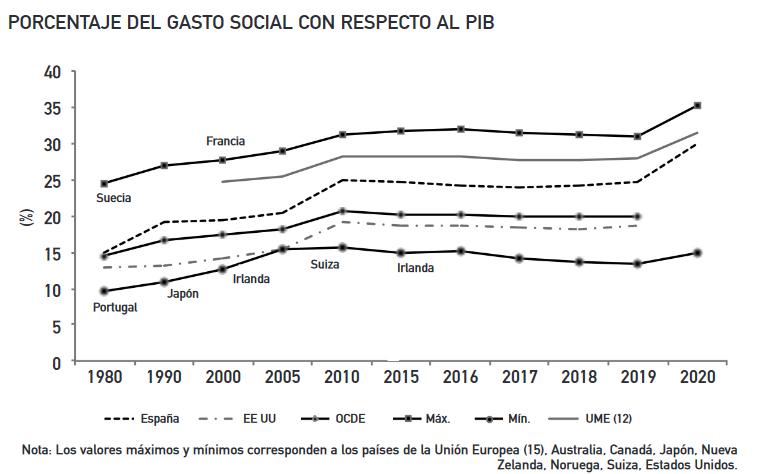 PORCENTAJE DEL GASTO SOCIAL CON RESPECTO AL PIB
40
35
30
25
20
15
10
5
0
(%)
Francia
Suecia
Portugal
Japón
Irlanda
Suiza
Irlanda
1980 1990 2000 2005 2010 2015 2016 2017 2018 2019 2020
España EE UU OCDE Máx. Mín. UME (12)
Nota: Los valores máximos y mínimos corresponden a los países de la Unión Europea (15), Australia, Canadá, Japón, Nueva
Zelanda, Noruega, Suiza, Estados Unidos.